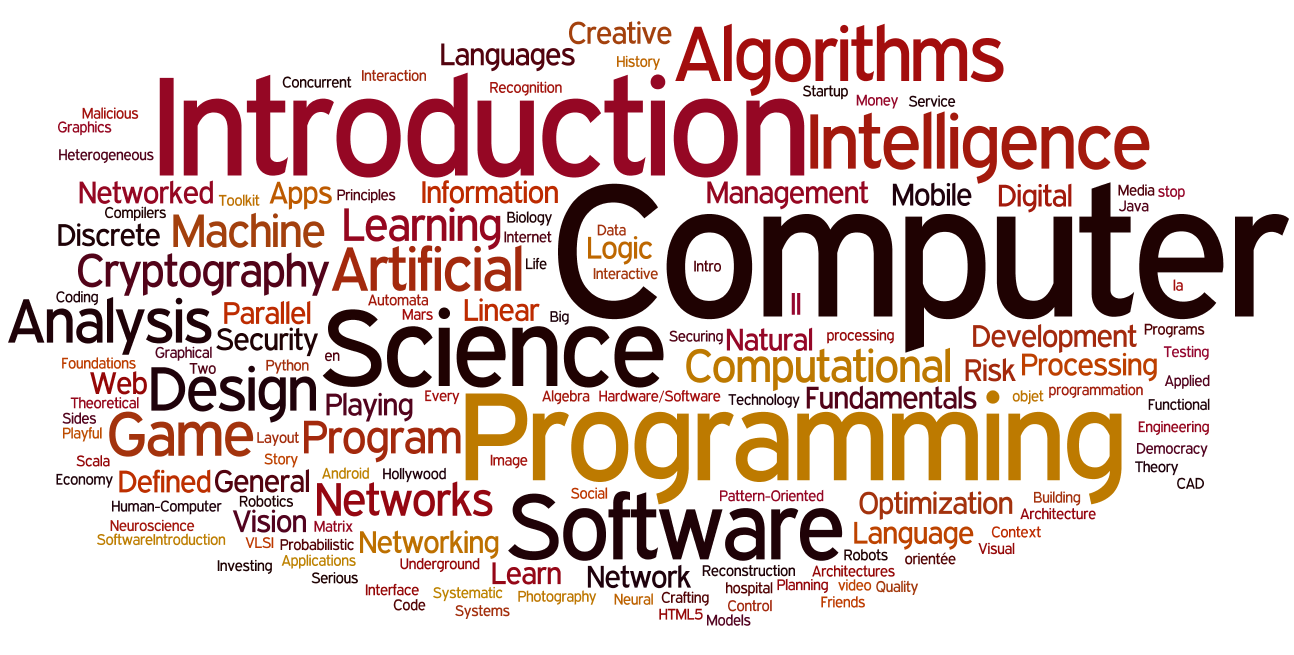 Creative
Languages
Algorithms
History
Concurrent
Interaction
Recognition
Introduction
Startup
Money
Service
Malicious
Graphics
Heterogeneous
Intelligence
Networked
Toolkit
Apps
Principles
Information
Management
Mobile
Digital
Media
stop
Java
Compilers
Discrete
Machine
Learning
Biology
Internet
Computer
Data
Logic
Interactive
Intro
II
la
Cryptography
Artificial
Life
Coding
Analysis
Parallel
Automata
Mars
Linear
Big
Security
Science
Securing
Natural
processing
Development
Programs
Testing
Foundations
Graphical
Two
Python
en
Computational
Risk
Processing
Applied
Web
Design
Theoretical
Playing
Every
Algebra
Hardware/Software
Technology
Fundamentals
objet
programmation
Functional
Sides
Playful
Game
Layout
Program
Programming
Engineering
Democracy
Theory
CAD
Scala
Story
Image
Economy
Defined
General
Android
Hollywood
Human-Computer
Robotics
Networks
Social
Software
Pattern-Oriented
Optimization
Building
Architecture
Neuroscience
Vision
Matrix
SoftwareIntroduction
VLSI
Probabilistic
Networking
Language
Context
Visual
Robots
orientée
Investing
Applications
Serious
Underground
Learn
Network
Reconstruction
Architectures
hospital
Planning
video
Quality
Interface
Code
Systematic
Systems
Photography
Neural
Crafting
HTML5
Models
Control
Friends